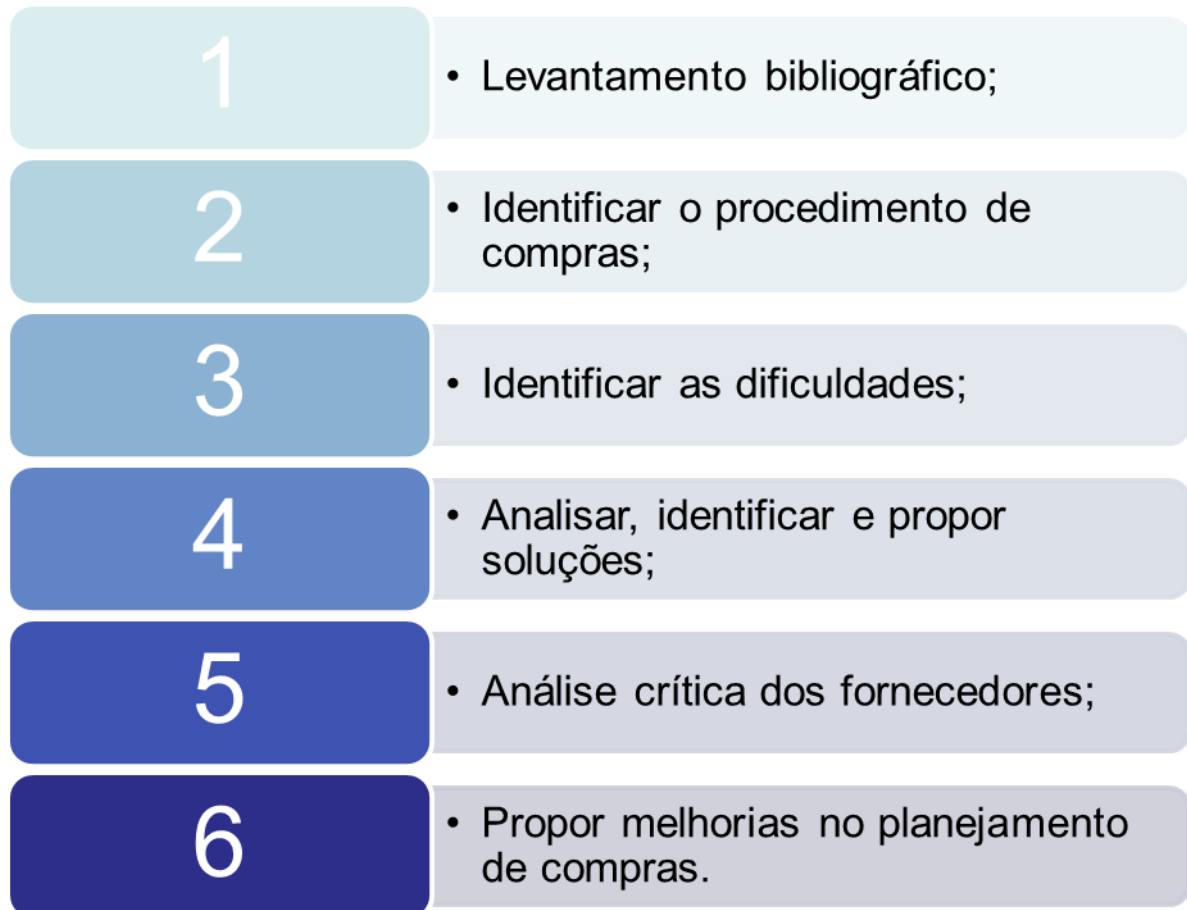 1
• Levantamento bibliográfico;
2
• Identificar o procedimento de
compras;
3
• Identificar as dificuldades;
4
• Analisar, identificar e propor
soluções;
5
• Análise crítica dos fornecedores;
6
• Propor melhorias no planejamento
de compras.